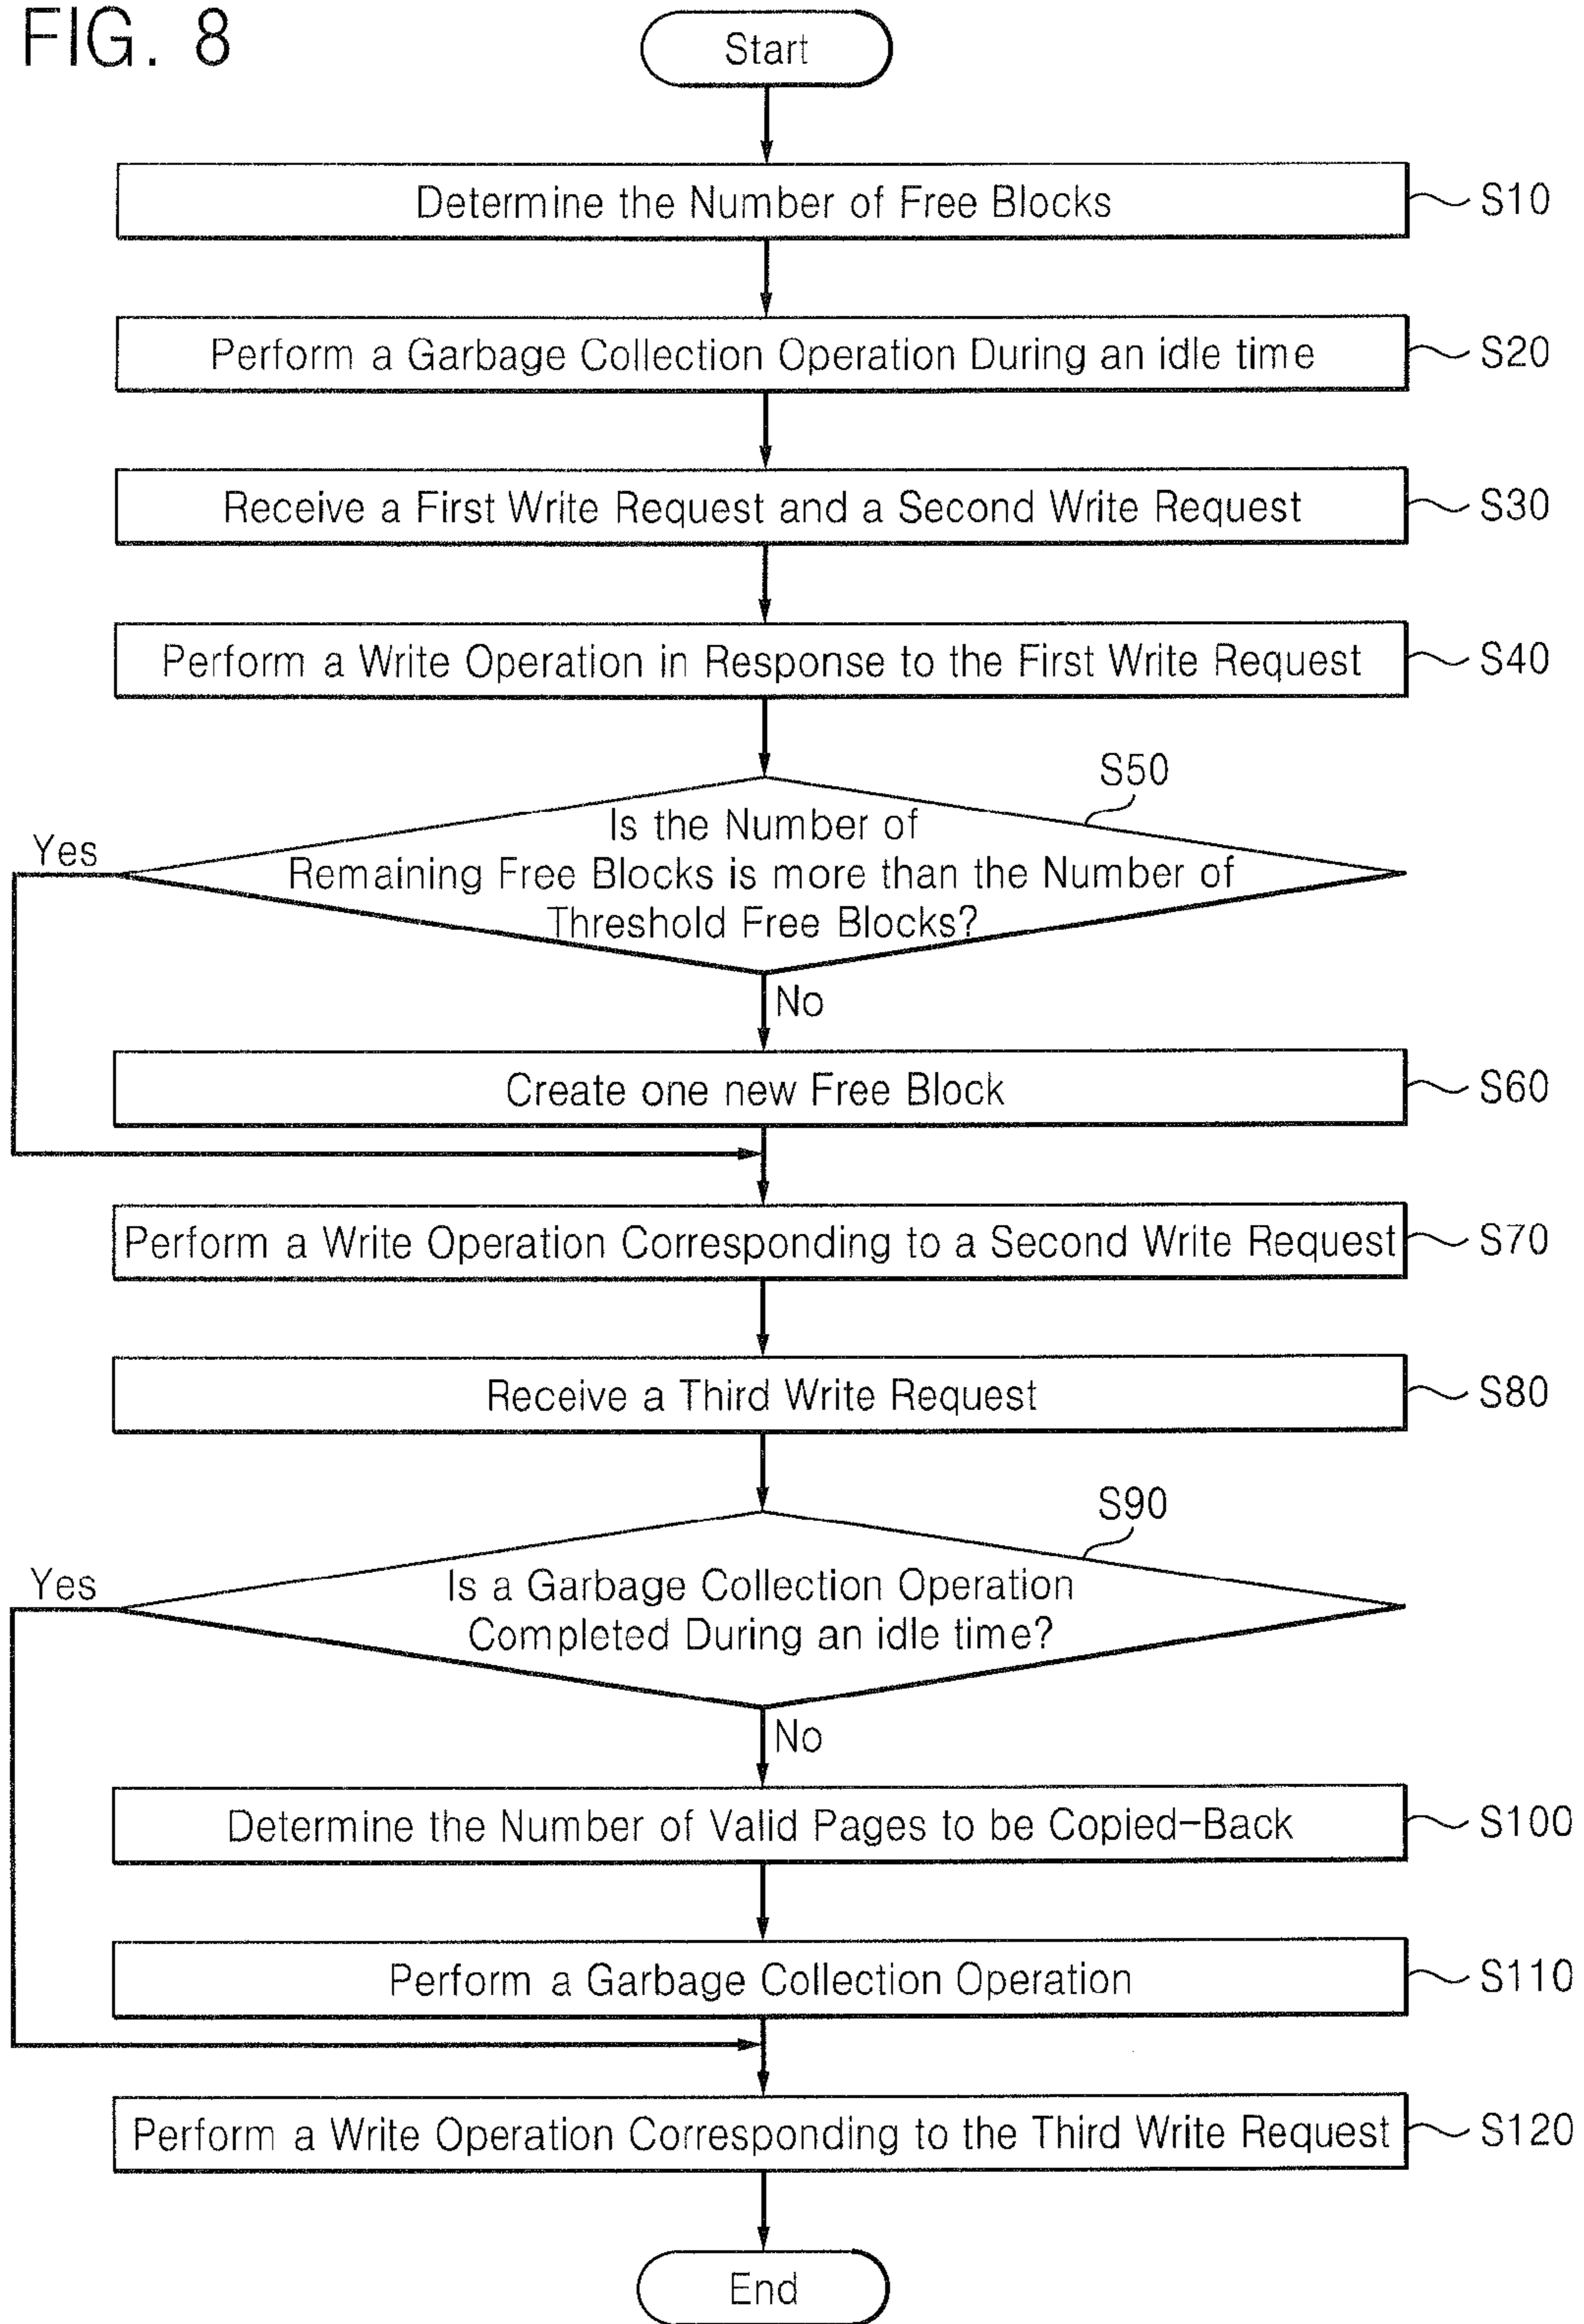 FIG. 8
Start
Determine the Number of Free Blocks
S10
Perform a Garbage Collection Operation During an idle time
S20
Receive a First Write Request and a Second Write Request
S30
Perform a Write Operation in Response to the First Write Request
S40
S50
Is the Number of
Remaining Free Blocks is more than the Number of
Threshold Free Blocks?
Yes
No
Create one new Free Block
S60
Perform a Write Operation Corresponding to a Second Write Request
S70
Receive a Third Write Request
S80
S90
Is a Garbage Collection Operation
Completed During an idle time?
Yes
No
Determine the Number of Valid Pages to be Copied-Back
S100
Perform a Garbage Collection Operation
S110
Perform a Write Operation Corresponding to the Third Write Request
S120
End